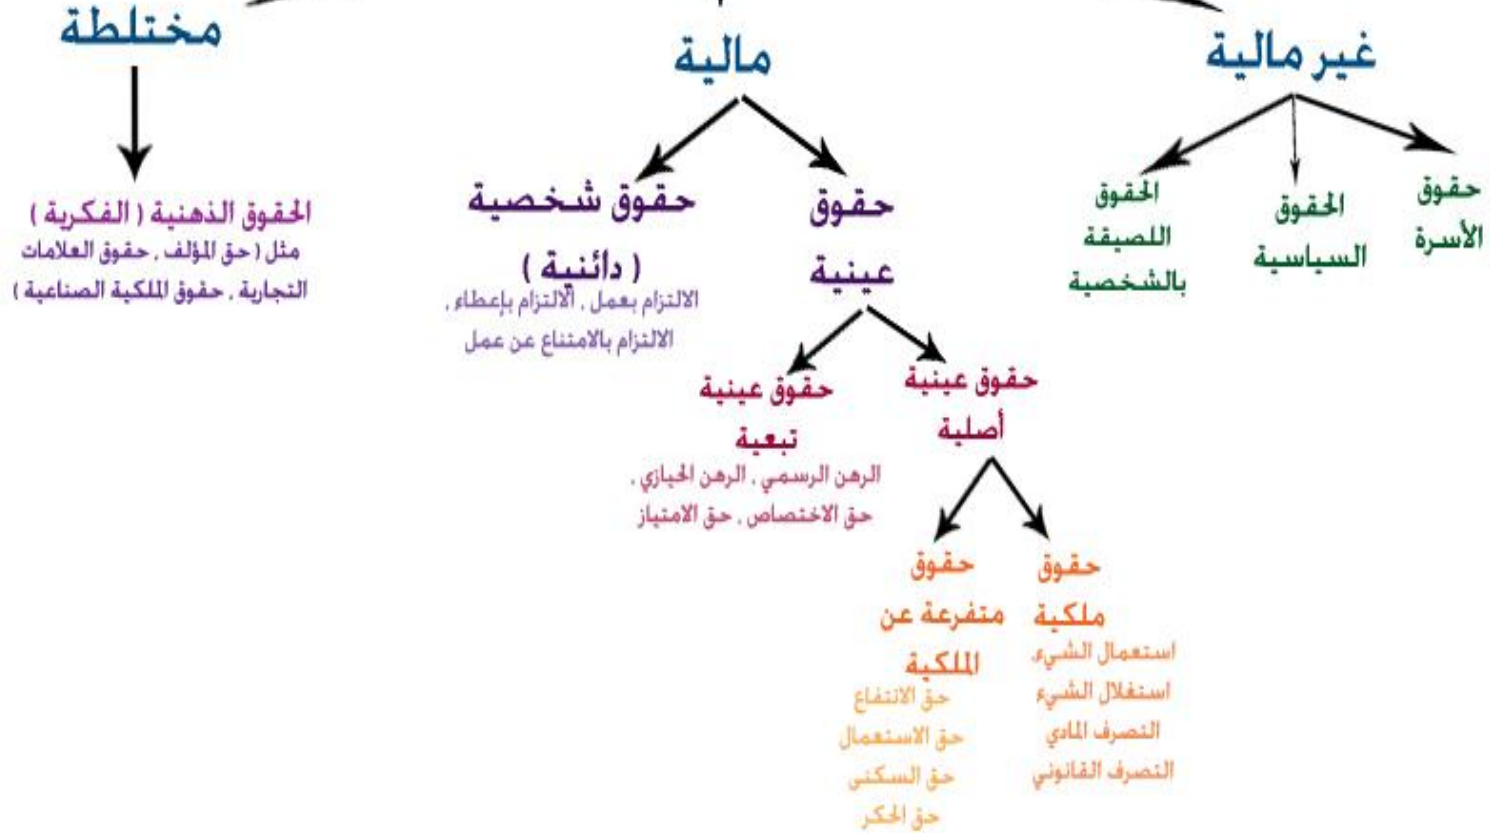 غير مالية
مالية
مختلطة
حقوق
الأسرة
الحقوق
السياسية
الحقوق
اللصيقة
بالشخصية
حقوق
عينية
حقوق شخصية
( دائنية )
الالتزام بعمل , الالتزام بإعطاء ,
الالتزام بالامتناع عن عمل
الحقوق الذهنية ( الفكرية )
مثل ( حق المؤلف , حقوق العلامات
التجارية , حقوق الملكية الصناعية )
حقوق عينية
أصلية
حقوق عينية
تبعية
الرهن الرسمي , الرهن الحيازي ,
حق الاختصاص , حق الامتياز
حقوق
ملكية
استعمال الشيء,
استغلال الشيء
التصرف المادي
التصرف القانوني
حقوق
متفرعة عن
الملكية
حق الانتفاع
حق الاستعمال
حق السكنى
حق الحكر